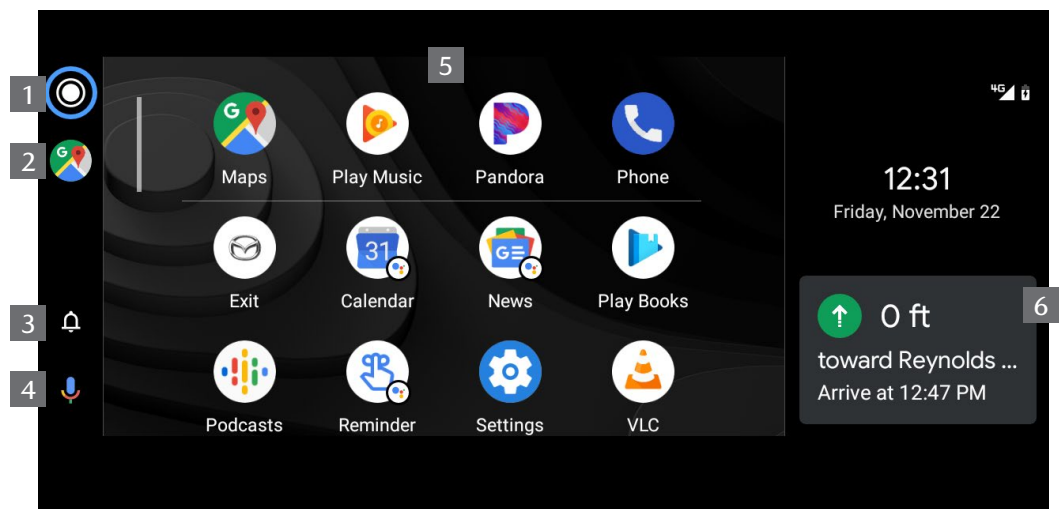 1
2
3
4
5
6
4G
12:31
Friday, November 22
G
Maps
Play Music
Pandora
Phone
31
GE
Exit
Calendar
News
Play Books
Podcasts
Reminder
Settings
VLC
0 ft
toward Reynolds ...
Arrive at 12:47 PM